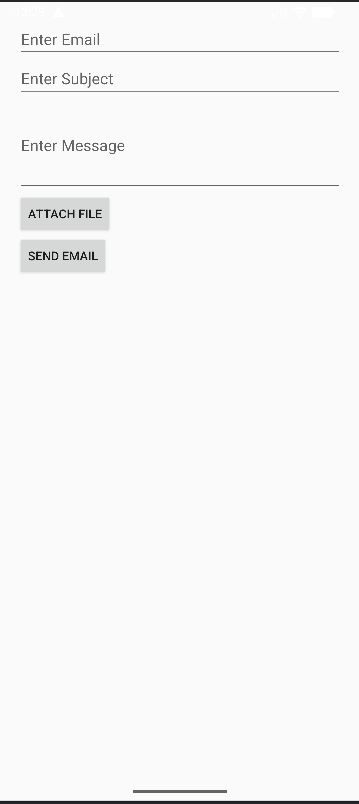 Enter Email
Enter Subject
Enter Message
ATTACH FILE
SEND EMAIL